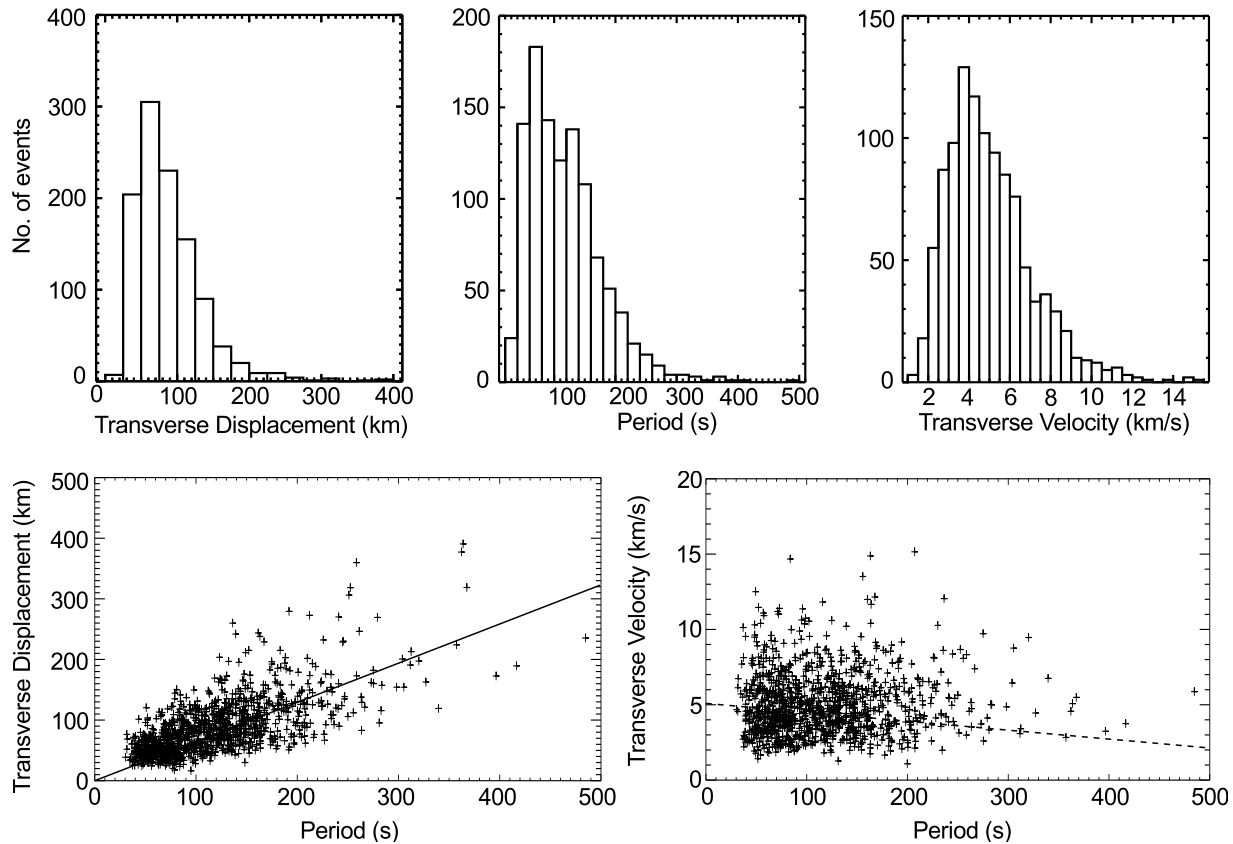 400
300
200
100
0
No. of events
0 100 200 300 400
Transverse Displacement (km)
200
150
100
50
0
100 200 300 400 500
Period (s)
150
100
50
0
2 4 6 8 10 12 14
Transverse Velocity (km/s)
500
400
300
200
100
0
Transverse Displacement (km)
0 100 200 300 400 500
Period (s)
20
15
10
5
0
Transverse Velocity (km/s)
0 100 200 300 400 500
Period (s)